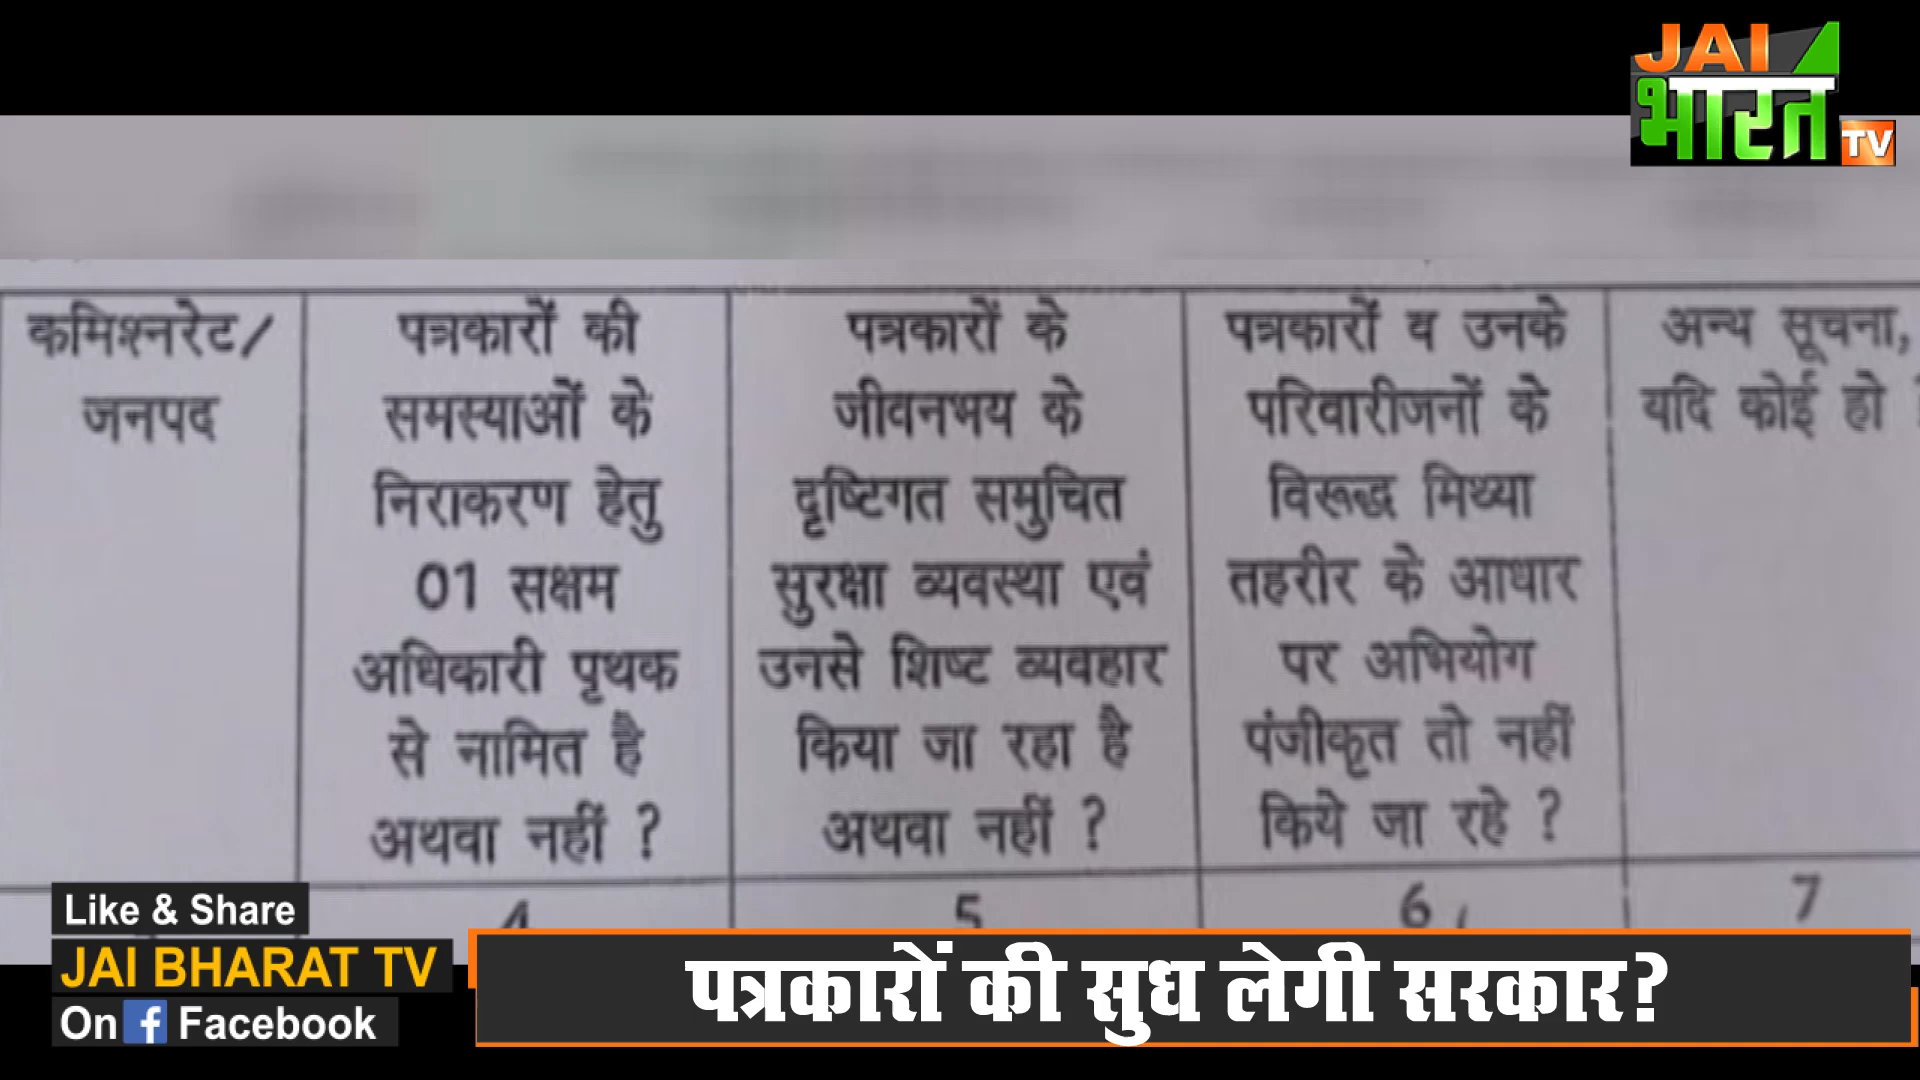 JAI
भारत
TV
कमिश्नरेट/
जनपद
पत्रकारों की
समस्याओं के
निराकरण हेतु
01 सक्षम
अधिकारी पृथक
से नामित है
अथवा नहीं ?
4
पत्रकारों के
जीवनभय के
दृष्टिगत समुचित
सुरक्षा व्यवस्था एवं
उनसे शिष्ट व्यवहार
किया जा रहा है
अथवा नहीं ?
5
पत्रकारों व उनके
परिवारीजनों के
विरूद्ध मिथ्या
तहरीर के आधार
पर अभियोग
पंजीकृत तो नहीं
किये जा रहे ?
6
अन्य सूचना,
यदि कोई हो ?
7
Like & Share
JAI BHARAT TV
On f Facebook
पत्रकारों की सुध लेगी सरकार?